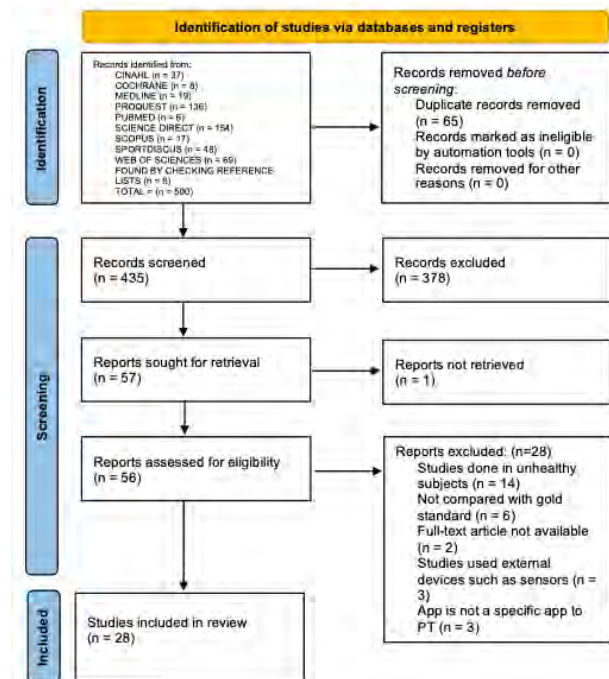 Identification of studies via databases and registers
Identification
Records identified from:
CINAHL (n = 37)
COCHRANE (n = 8)
MEDLINE (n = 19)
PROQUEST (n = 136)
PUBMED (n = 6)
SCIENCE DIRECT (n = 154)
SCOPUS (n = 17)
SPORTDISCUS (n = 48)
WEB OF SCIENCES (n = 69)
FOUND BY CHECKING REFERENCE
LISTS (n = 6)
TOTAL = (n = 500)
Records removed before
screening:
Duplicate records removed
(n = 65)
Records marked as ineligible
by automation tools (n = 0)
Records removed for other
reasons (n = 0)
Screening
Records screened
(n = 435)
Records excluded
(n = 378)
Reports sought for retrieval
(n = 57)
Reports not retrieved
(n = 1)
Reports assessed for eligibility
(n = 56)
Reports excluded: (n=28)
Studies done in unhealthy
subjects (n = 14)
Not compared with gold
standard (n = 6)
Full-text article not available
(n = 2)
Studies used external
devices such as sensors (n =
3)
App is not a specific app to
PT (n = 3)
Included
Studies included in review
(n = 28)